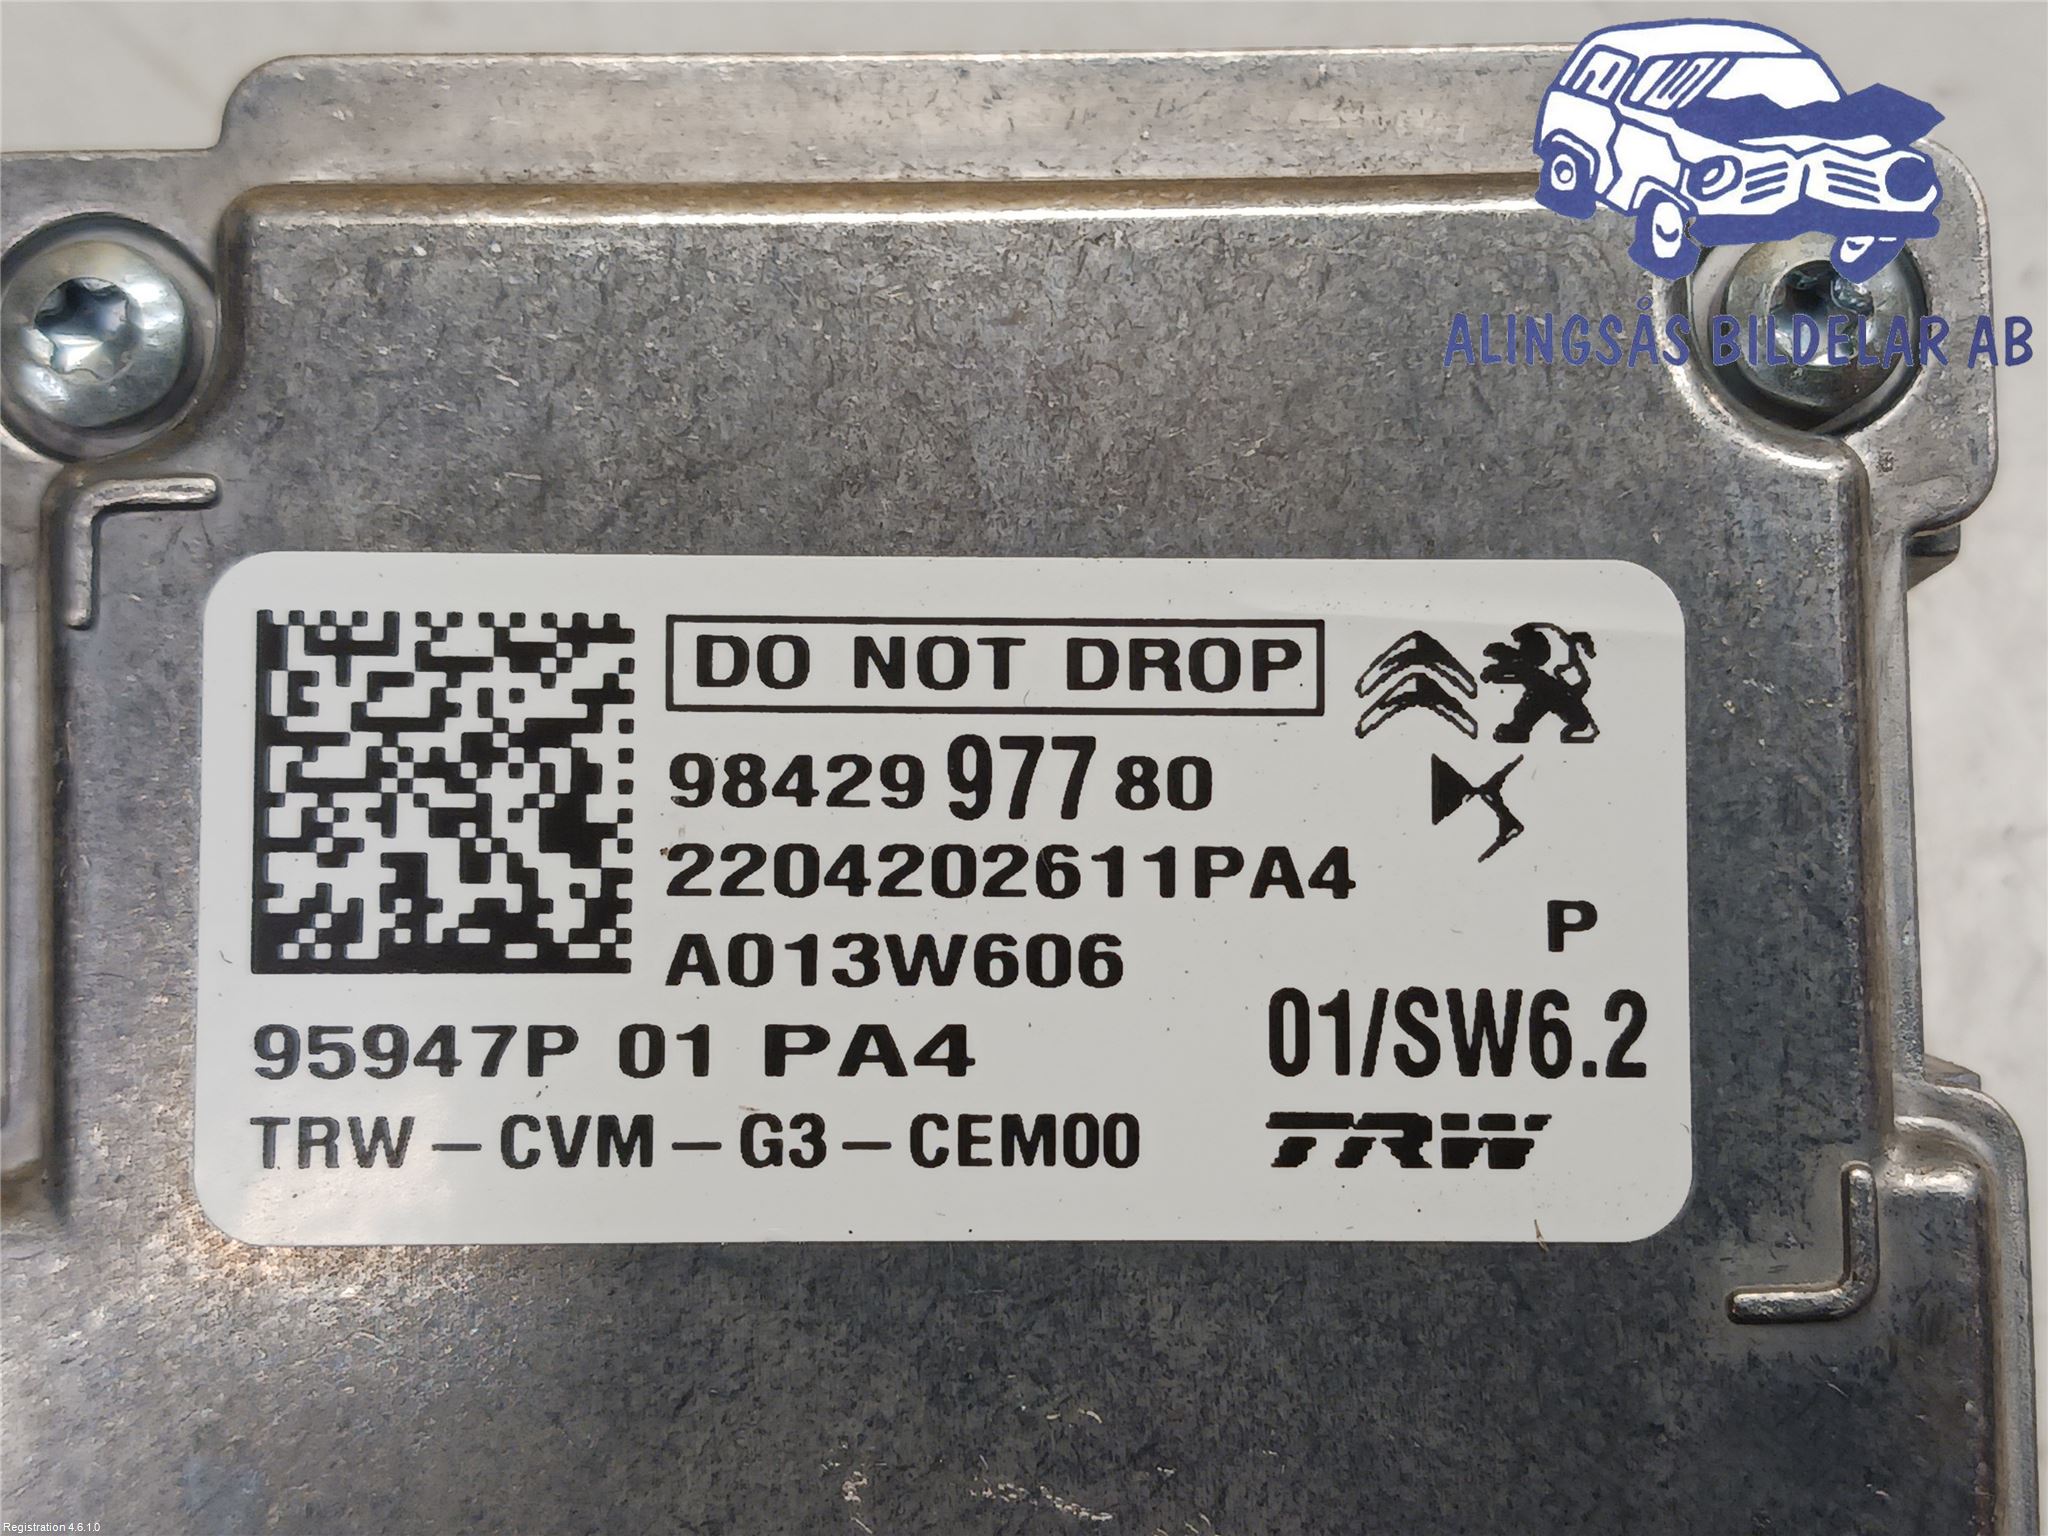 ALINGSÅS BILDELAR AB
DO NOT DROP
98429 977 80
2204202611PA4
P
A013W606
95947P 01 PA4
01/SW6.2
TRW-CVM-G3-CEM00
TRW
Registration 4.6.1.0